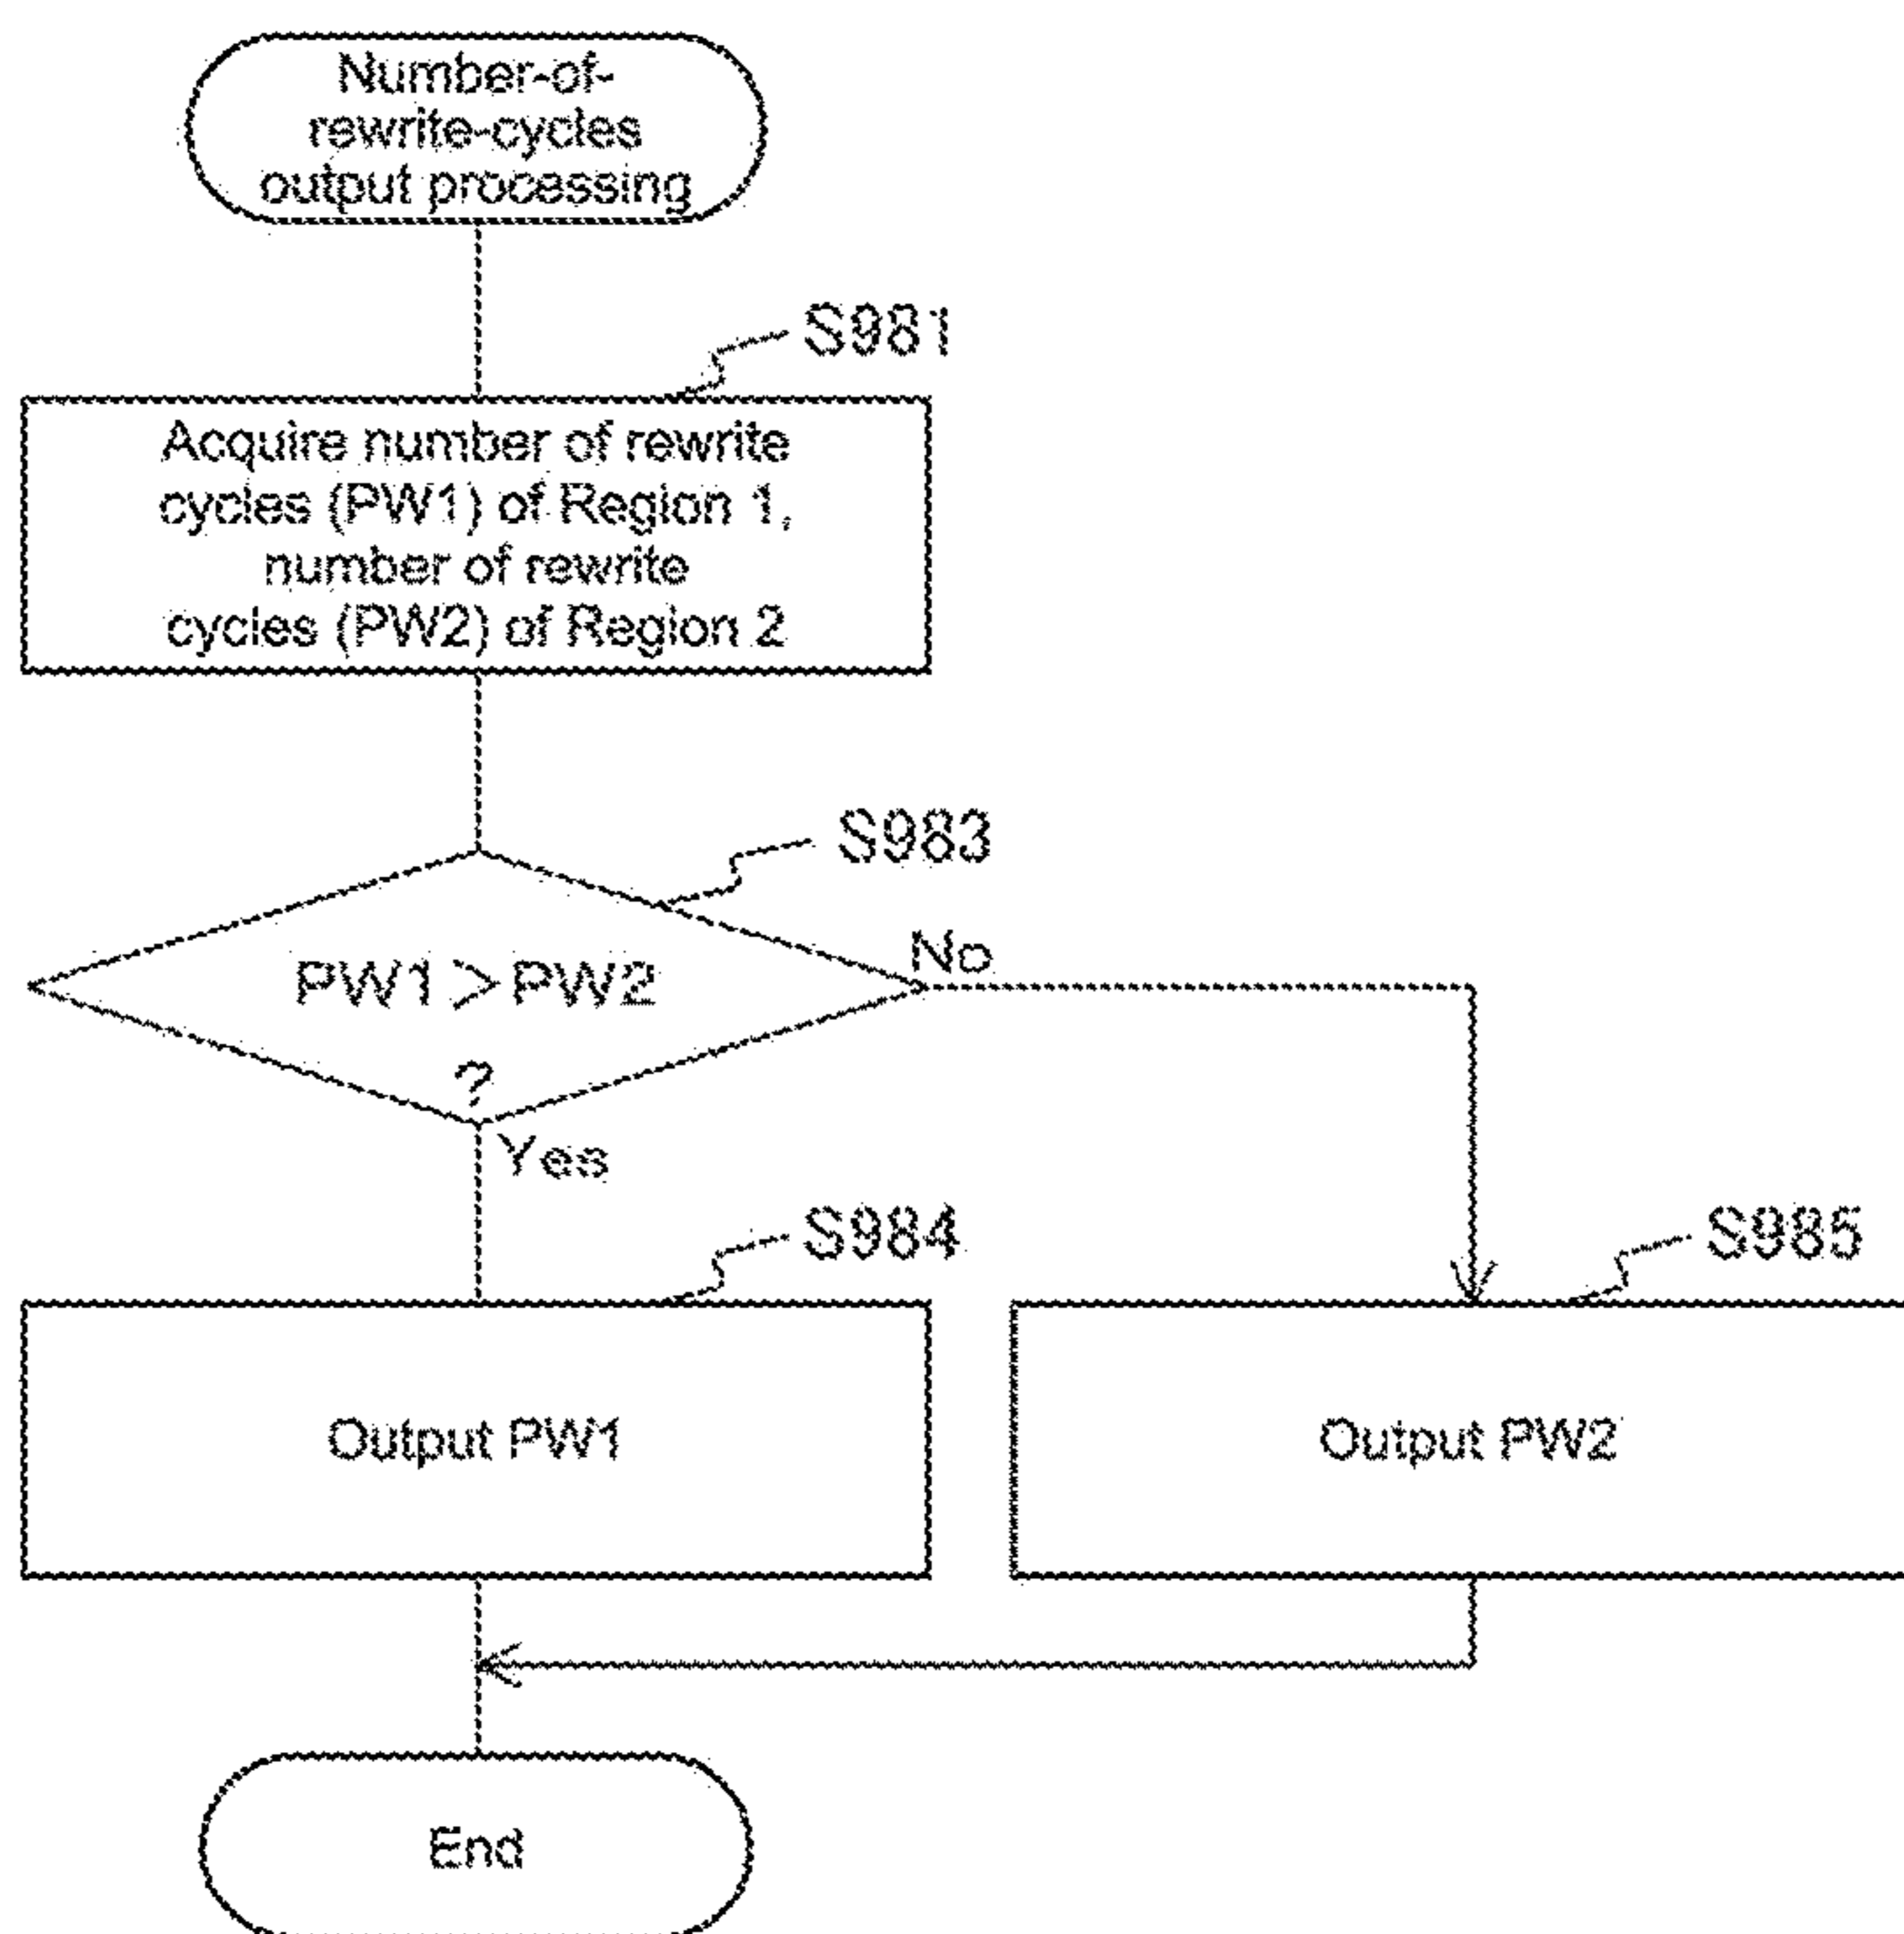 Number-of-
rewrite-cycles
output processing
S981
Acquire number of rewrite
cycles (PW1) of Region 1,
number of rewrite
cycles (PW2) of Region 2
S983
PW1>PW2
?
No
Yes
S984
Output PW1
S985
Output PW2
End